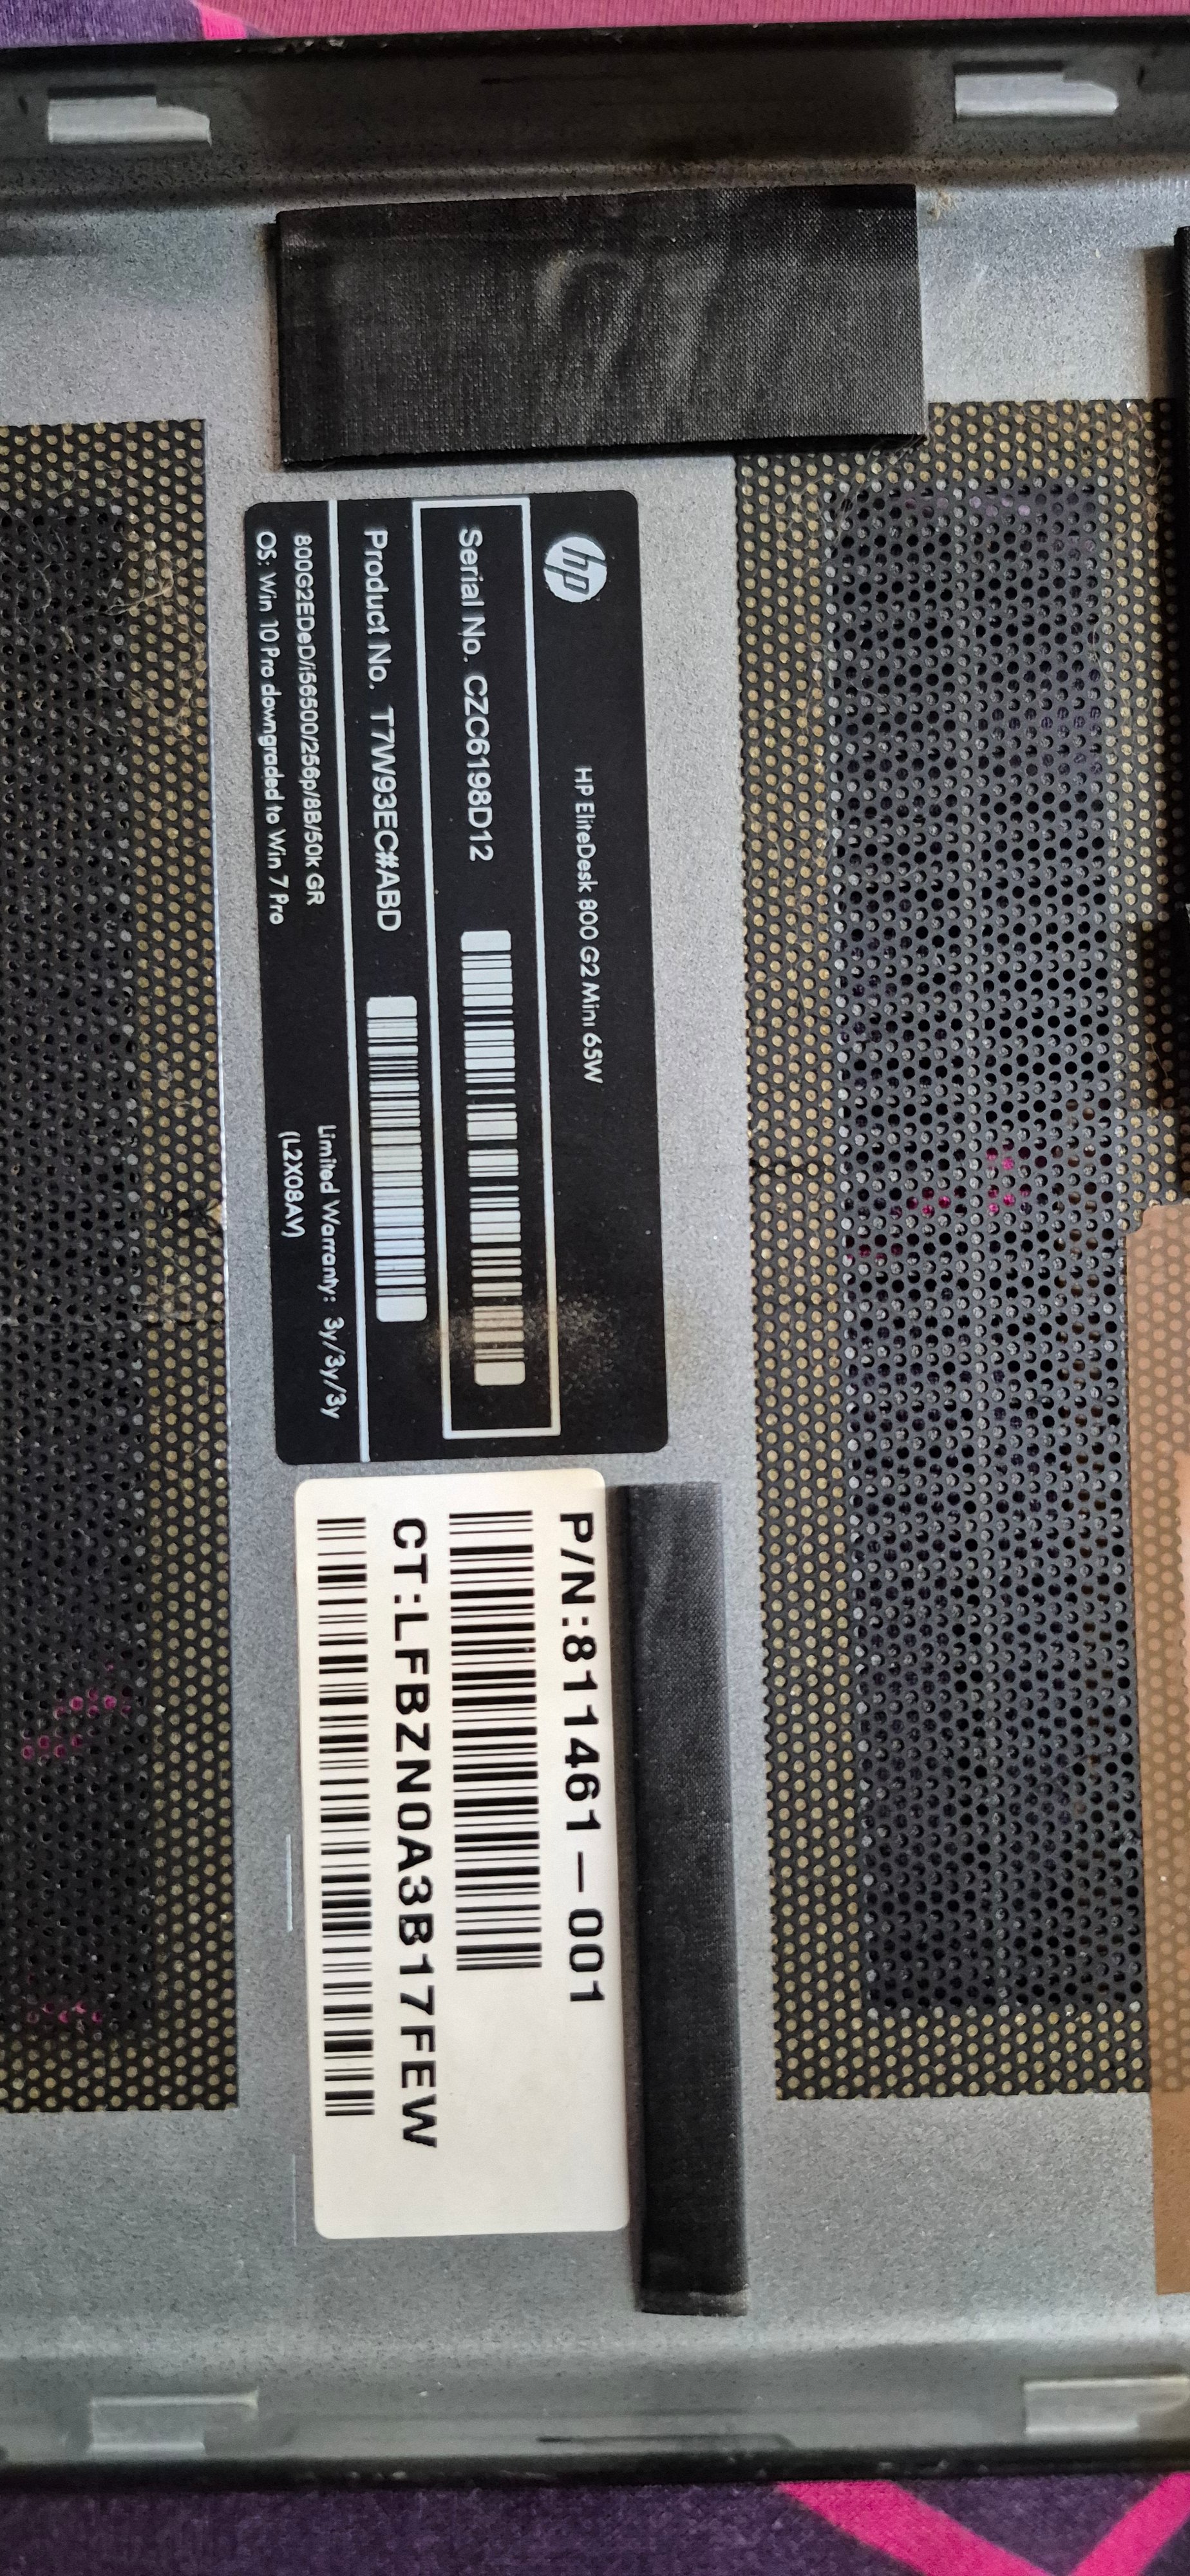 hp
HP EliteDesk 800 G2 Mini 65W
Serial No. CZC6198D12
Product No. T7W93EC#ABD
800G2EDeD/i56500/256p/8B/50k GR
OS: Win 10 Pro downgraded to Win 7 Pro
Limited Warranty: 3y/3y/3y
(L2X08AV)
P/N:811461-001
CT:LFBZN0A3B17FEW